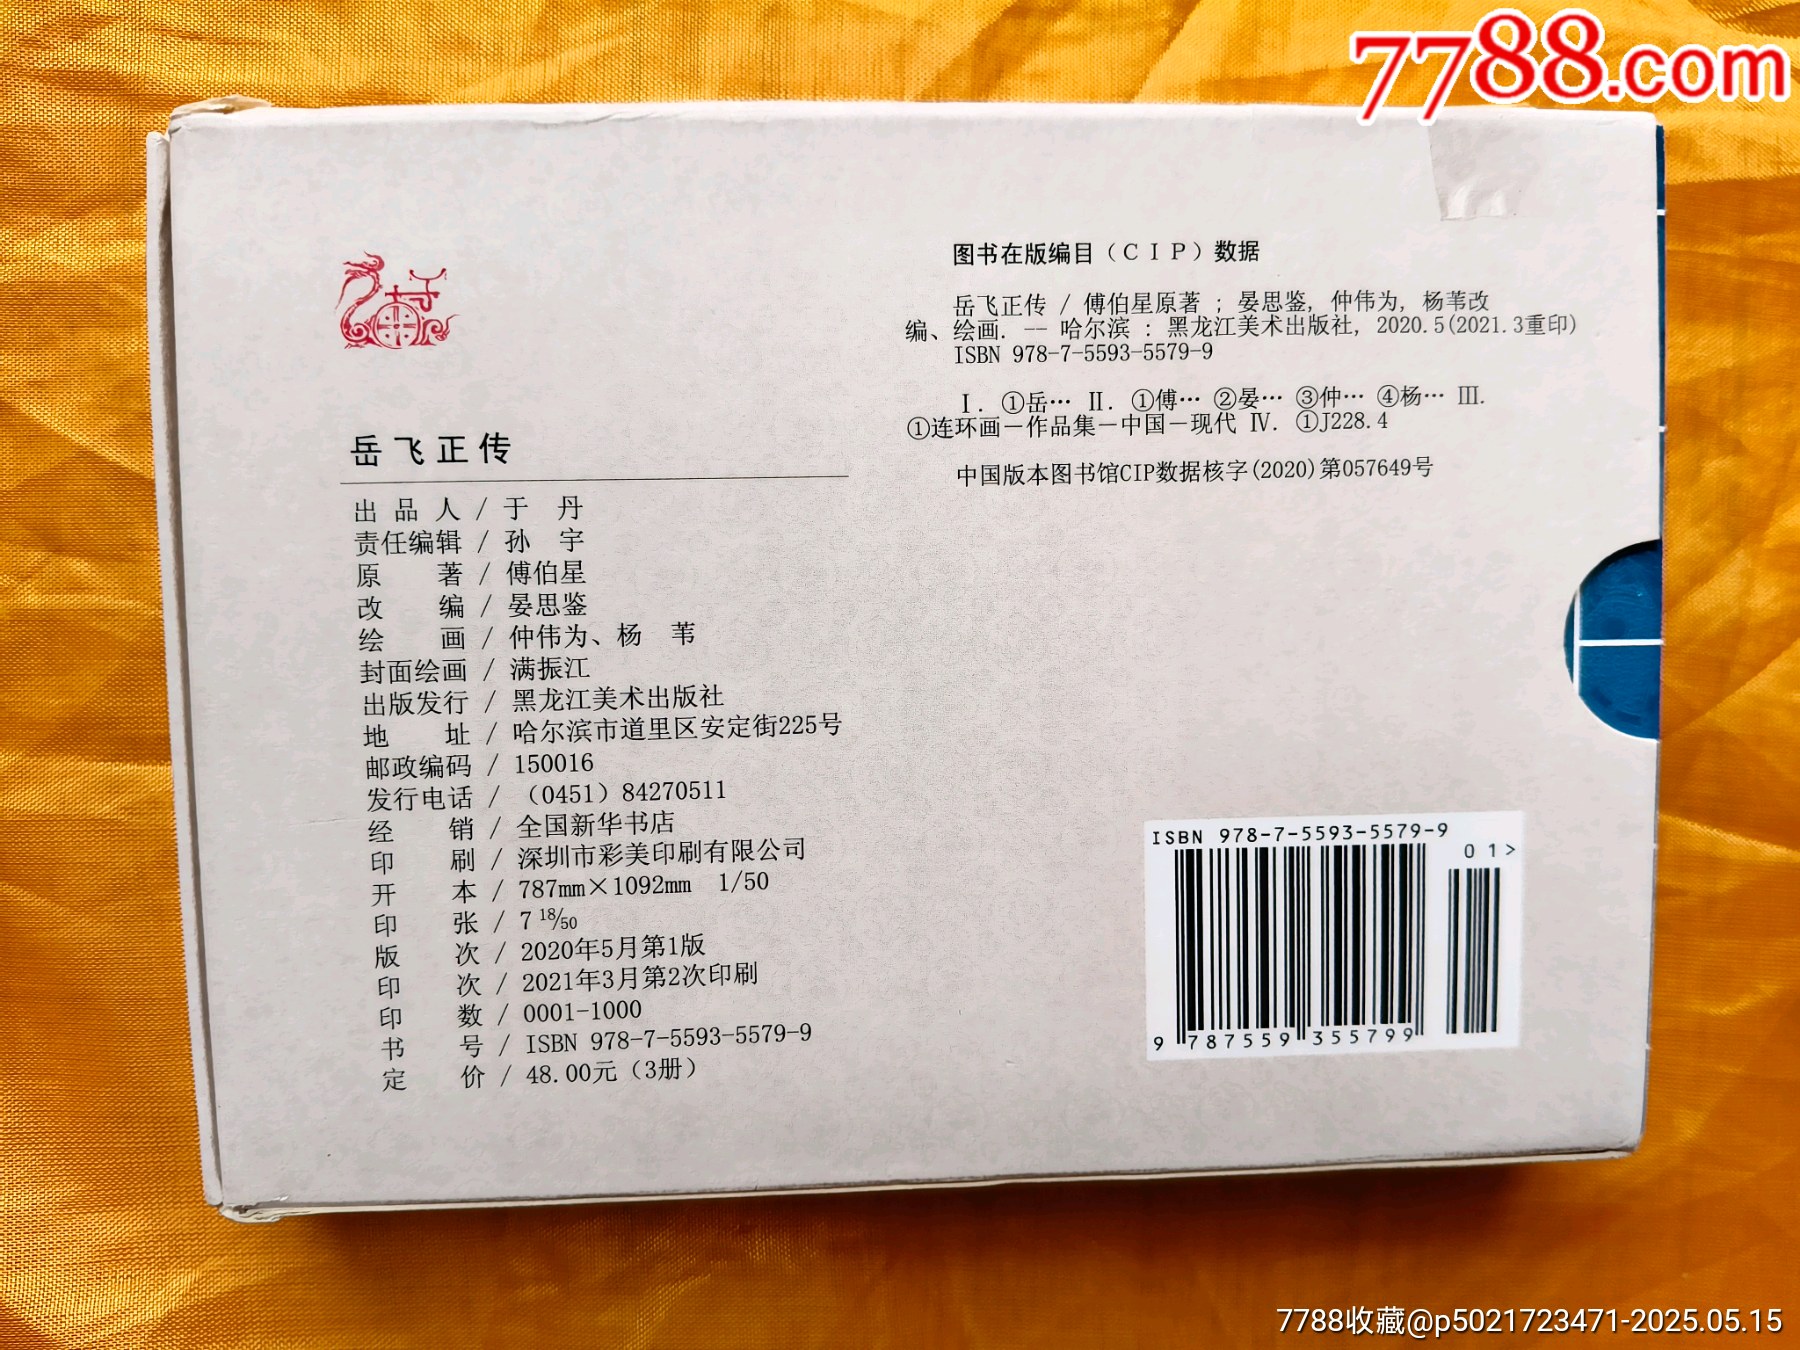 7788.com
图书在版编目（CIP）数据
岳飞正传 / 傅伯星原著 ; 晏思鉴, 仲伟为, 杨苇改
编、绘画. -- 哈尔滨 : 黑龙江美术出版社, 2020.5(2021.3重印)
ISBN 978-7-5593-5579-9
Ⅰ. ①岳… Ⅱ. ①傅… ②晏… ③仲… ④杨… Ⅲ.
①连环画－作品集－中国－现代 Ⅳ. ①J228.4
中国版本图书馆CIP数据核字(2020)第057649号
岳飞正传
出品人 / 于 丹
责任编辑 / 孙 宇
原 著 / 傅伯星
改 编 / 晏思鉴
绘 画 / 仲伟为、杨 苇
封面绘画 / 满振江
出版发行 / 黑龙江美术出版社
地 址 / 哈尔滨市道里区安定街225号
邮政编码 / 150016
发行电话 / （0451）84270511
经 销 / 全国新华书店
印 刷 / 深圳市彩美印刷有限公司
开 本 / 787mm×1092mm 1/50
印 张 / 7 18/50
版 次 / 2020年5月第1版
印 次 / 2021年3月第2次印刷
印 数 / 0001-1000
书 号 / ISBN 978-7-5593-5579-9
定 价 / 48.00元（3册）
ISBN 978-7-5593-5579-9
01>
9 787559 355799
7788收藏@p5021723471-2025.05.15